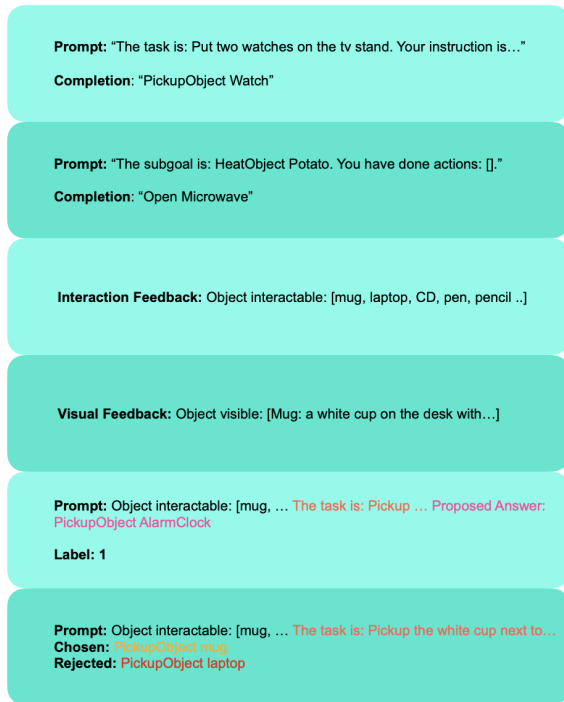 Prompt: “The task is: Put two watches on the tv stand. Your instruction is…”
Completion: “PickupObject Watch”
Prompt: “The subgoal is: HeatObject Potato. You have done actions: [].”
Completion: “Open Microwave”
Interaction Feedback: Object interactable: [mug, laptop, CD, pen, pencil ..]
Visual Feedback: Object visible: [Mug: a white cup on the desk with…]
Prompt: Object interactable: [mug, … The task is: Pickup … Proposed Answer:
PickupObject AlarmClock
Label: 1
Prompt: Object interactable: [mug, … The task is: Pickup the white cup next to…
Chosen: PickupObject mug
Rejected: PickupObject laptop